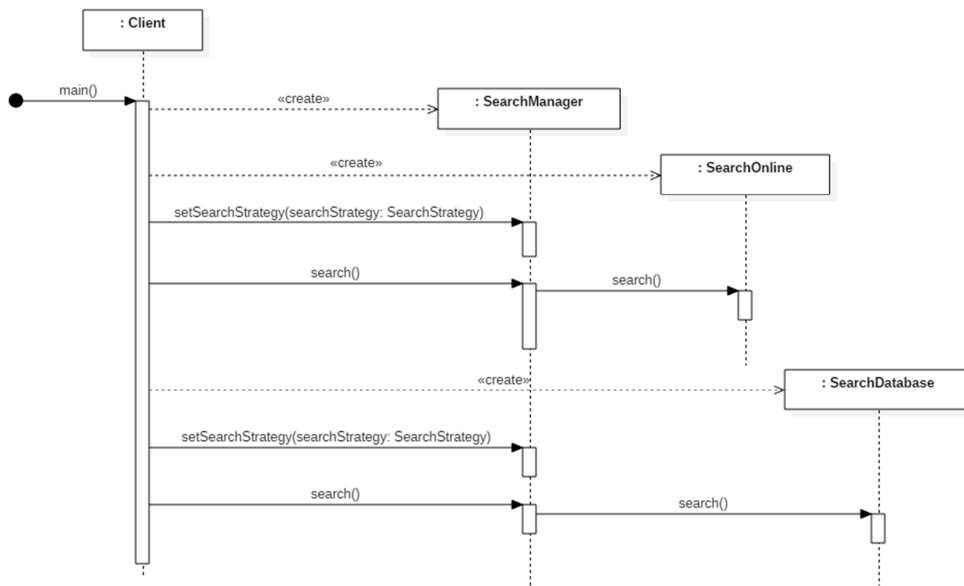 : Client
main()
«create»
: SearchManager
«create»
: SearchOnline
setSearchStrategy(searchStrategy: SearchStrategy)
search()
search()
«create»
: SearchDatabase
setSearchStrategy(searchStrategy: SearchStrategy)
search()
search()